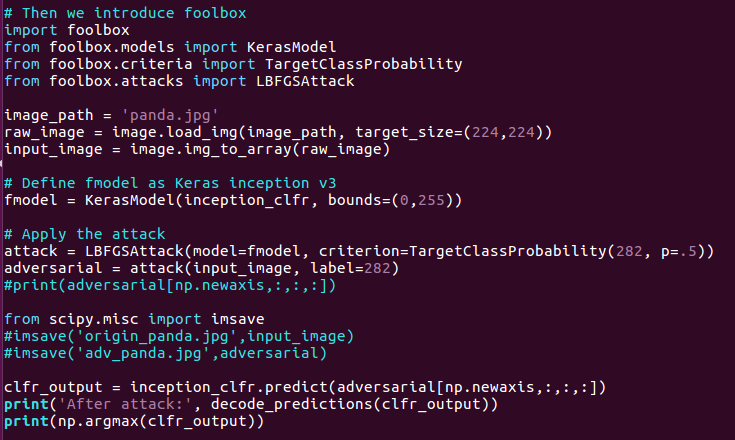 # Then we introduce foolbox
import foolbox
from foolbox.models import KerasModel
from foolbox.criteria import TargetClassProbability
from foolbox.attacks import LBFGSAttack
image_path = 'panda.jpg'
raw_image = image.load_img(image_path, target_size=(224,224))
input_image = image.img_to_array(raw_image)
# Define fmodel as Keras inception v3
fmodel = KerasModel(inception_clfr, bounds=(0,255))
# Apply the attack
attack = LBFGSAttack(model=fmodel, criterion=TargetClassProbability(282, p=.5))
adversarial = attack(input_image, label=282)
#print(adversarial[np.newaxis,:,:,:])
from scipy.misc import imsave
#imsave('origin_panda.jpg',input_image)
#imsave('adv_panda.jpg',adversarial)
clfr_output = inception_clfr.predict(adversarial[np.newaxis,:,:,:])
print('After attack:', decode_predictions(clfr_output))
print(np.argmax(clfr_output))